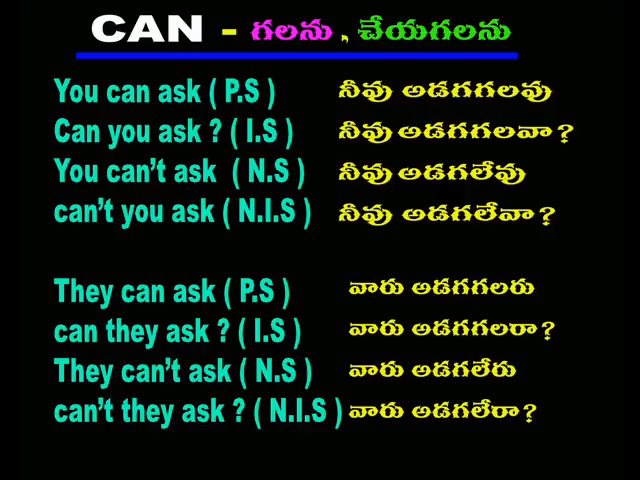 CAN - గలను , చేయగలను
You can ask ( P.S ) నీవు అడగగలవు
Can you ask ? ( I.S ) నీవు అడగగలవా ?
You can't ask ( N.S ) నీవు అడగలేవు
can't you ask ( N.I.S ) నీవు అడగలేవా ?
They can ask ( P.S ) వారు అడగగలరు
can they ask ? ( I.S ) వారు అడగగలరా ?
They can't ask ( N.S ) వారు అడగలేరు
can't they ask ? ( N.I.S ) వారు అడగలేరా ?